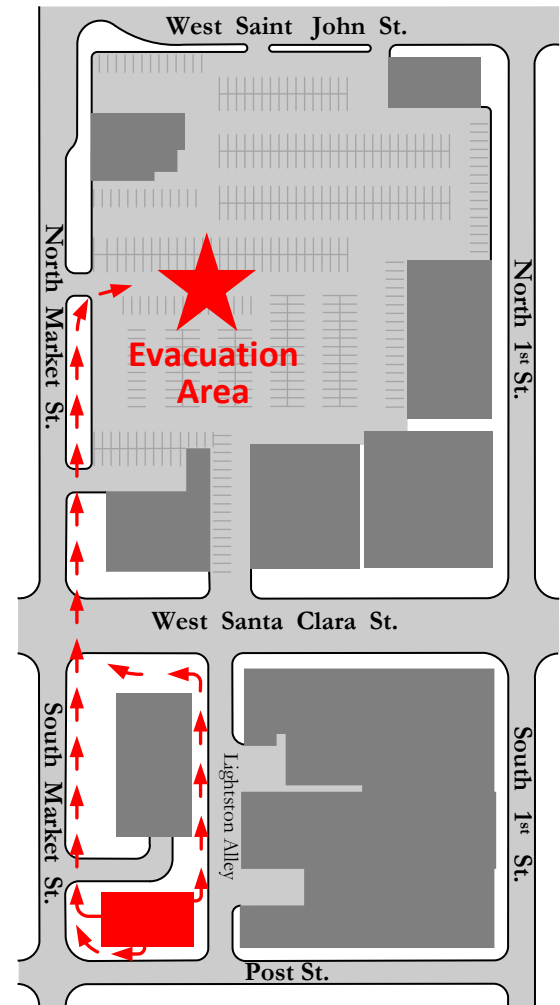 West Saint John St.
North Market St.
North 1st St.
Evacuation
Area
West Santa Clara St.
South Market St.
Lightston Alley
South 1st St.
Post St.